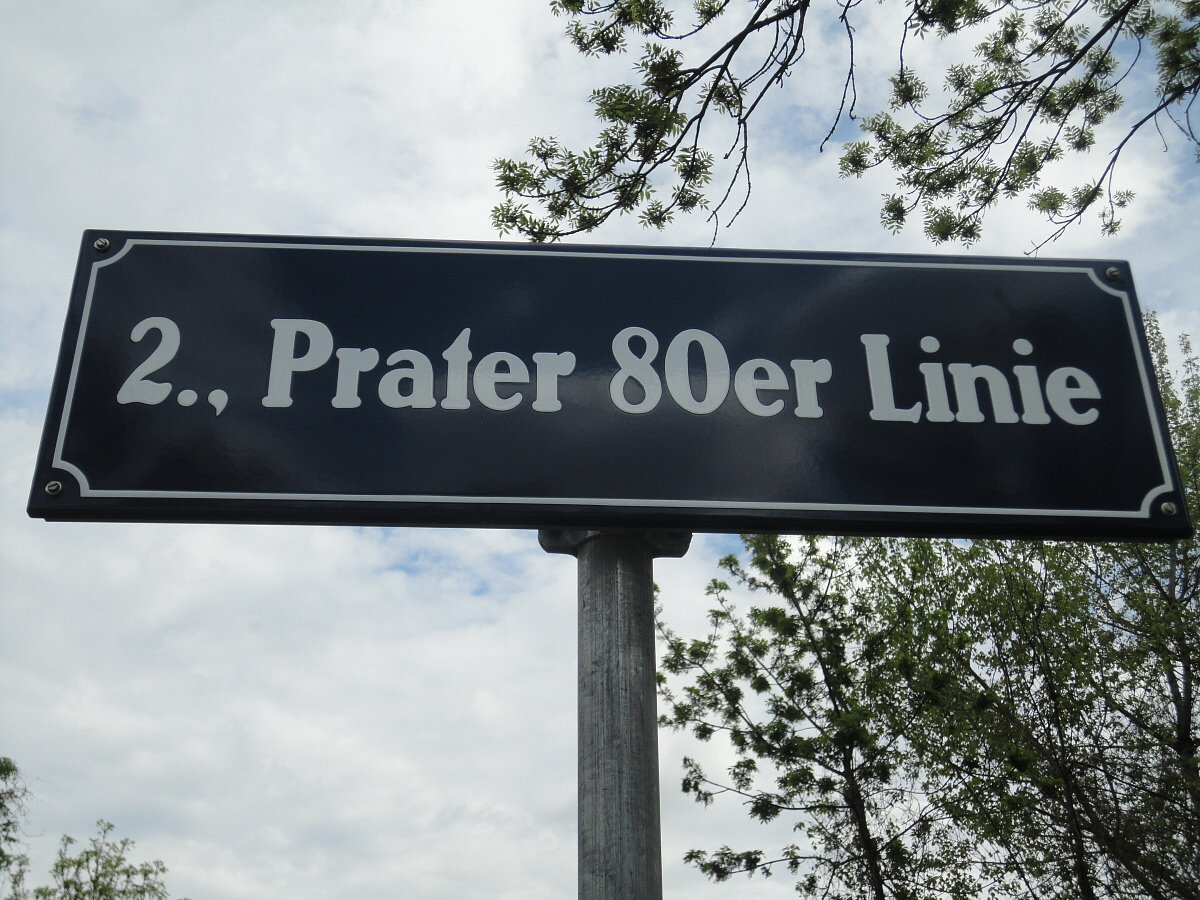 2., Prater 80er Linie